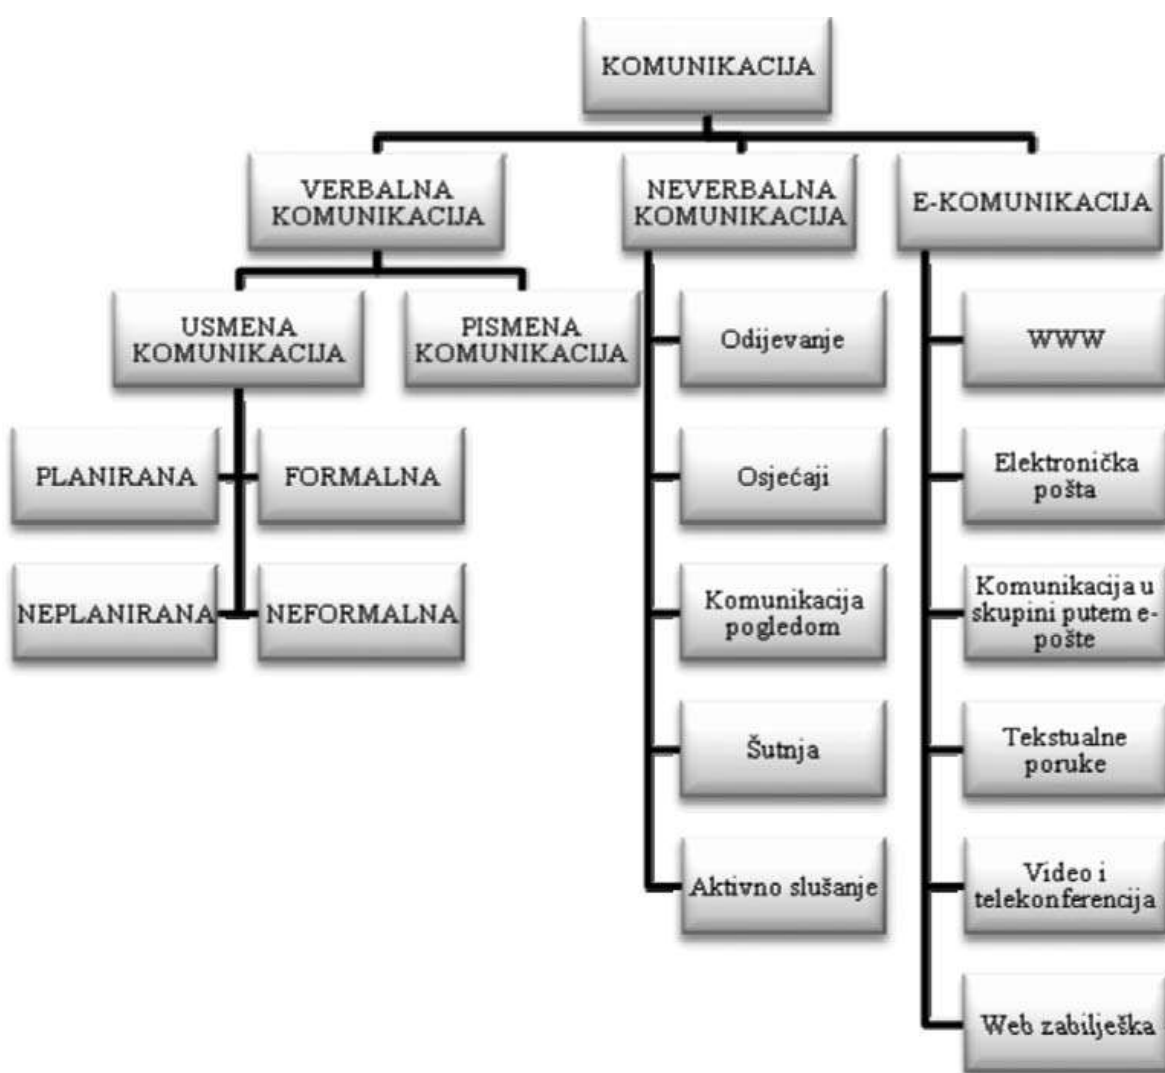 KOMUNIKACIJA
VERBALNA
KOMUNIKACIJA
NEVERBALNA
KOMUNIKACIJA
E-KOMUNIKACIJA
USMENA
KOMUNIKACIJA
PISMENA
KOMUNIKACIJA
PLANIRANA
FORMALNA
NEPLANIRANA
NEFORMALNA
Odijevanje
Osjećaji
Komunikacija
pogledom
Šutnja
Aktivno slušanje
WWW
Elektronička
pošta
Komunikacija u
skupini putem e-
pošte
Tekstualne
poruke
Video i
telekonferencija
Web zabilješka